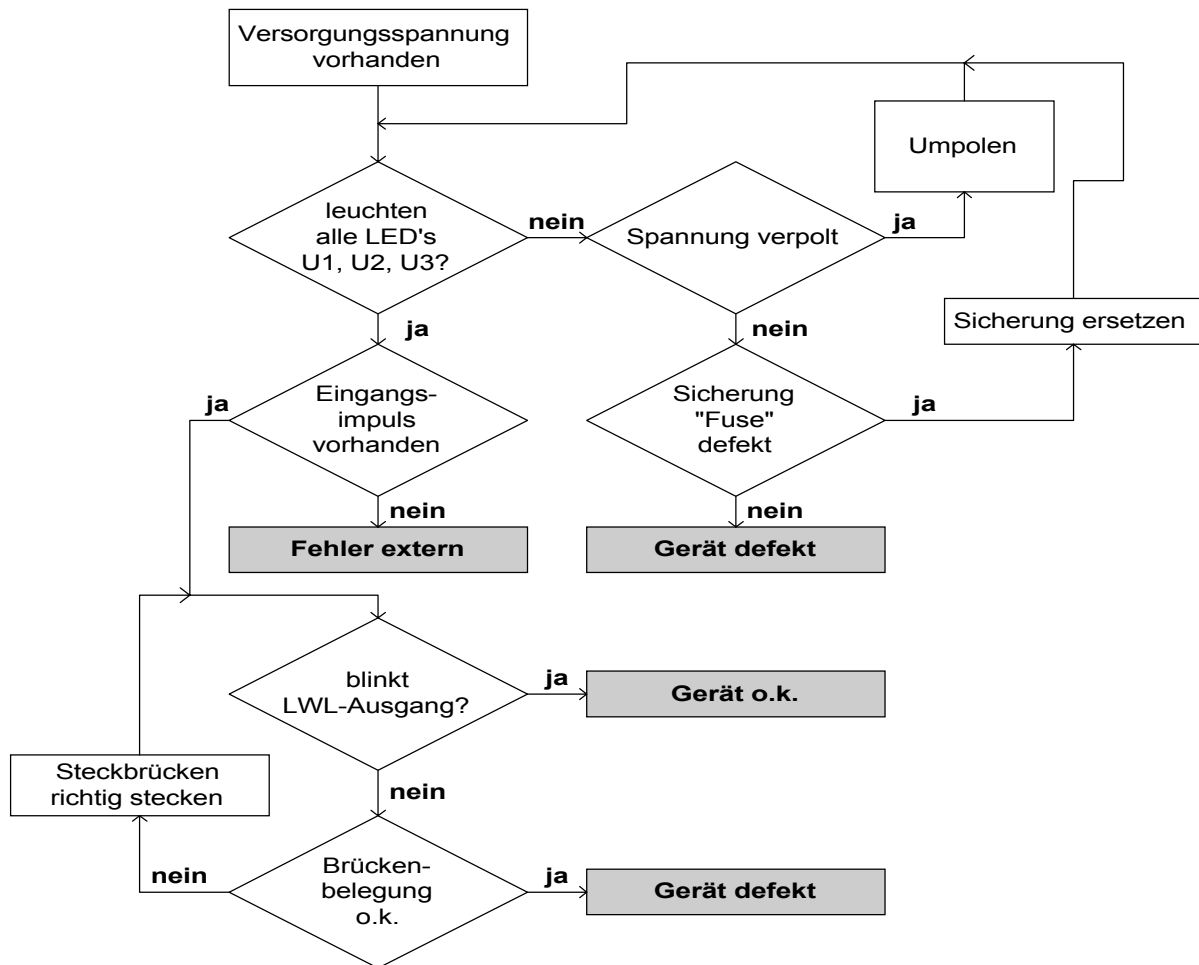 Versorgungsspannung
vorhanden
Umpolen
leuchten
alle LED's
U1, U2, U3?
nein
Spannung verpolt
ja
ja
nein
Sicherung ersetzen
ja
Eingangs-
impuls
vorhanden
Sicherung
"Fuse"
defekt
ja
nein
nein
Fehler extern
Gerät defekt
blinkt
LWL-Ausgang?
ja
Gerät o.k.
Steckbrücken
richtig stecken
nein
nein
Brücken-
belegung
o.k.
ja
Gerät defekt